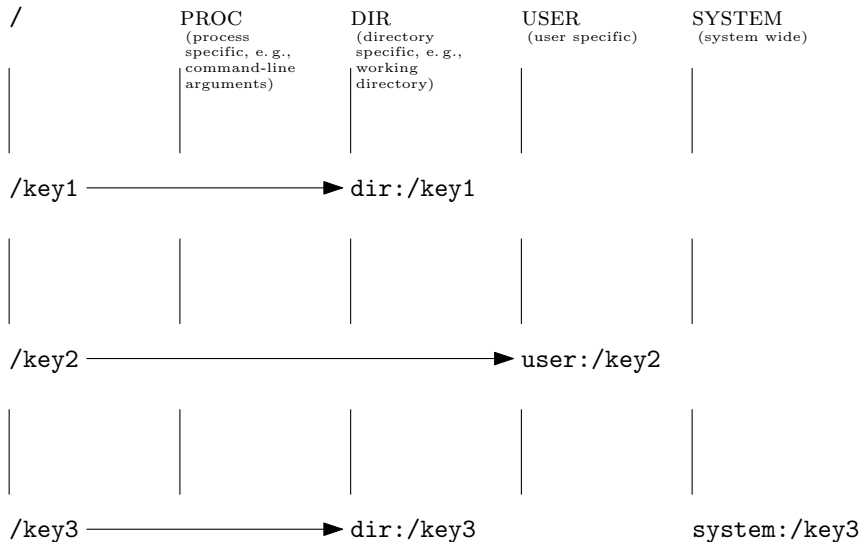 /
PROC
(process
specific, e. g.,
command-line
arguments)
DIR
(directory
specific, e. g.,
working
directory)
USER
(user specific)
SYSTEM
(system wide)
/key1 dir:/key1
/key2 user:/key2
/key3 dir:/key3 system:/key3